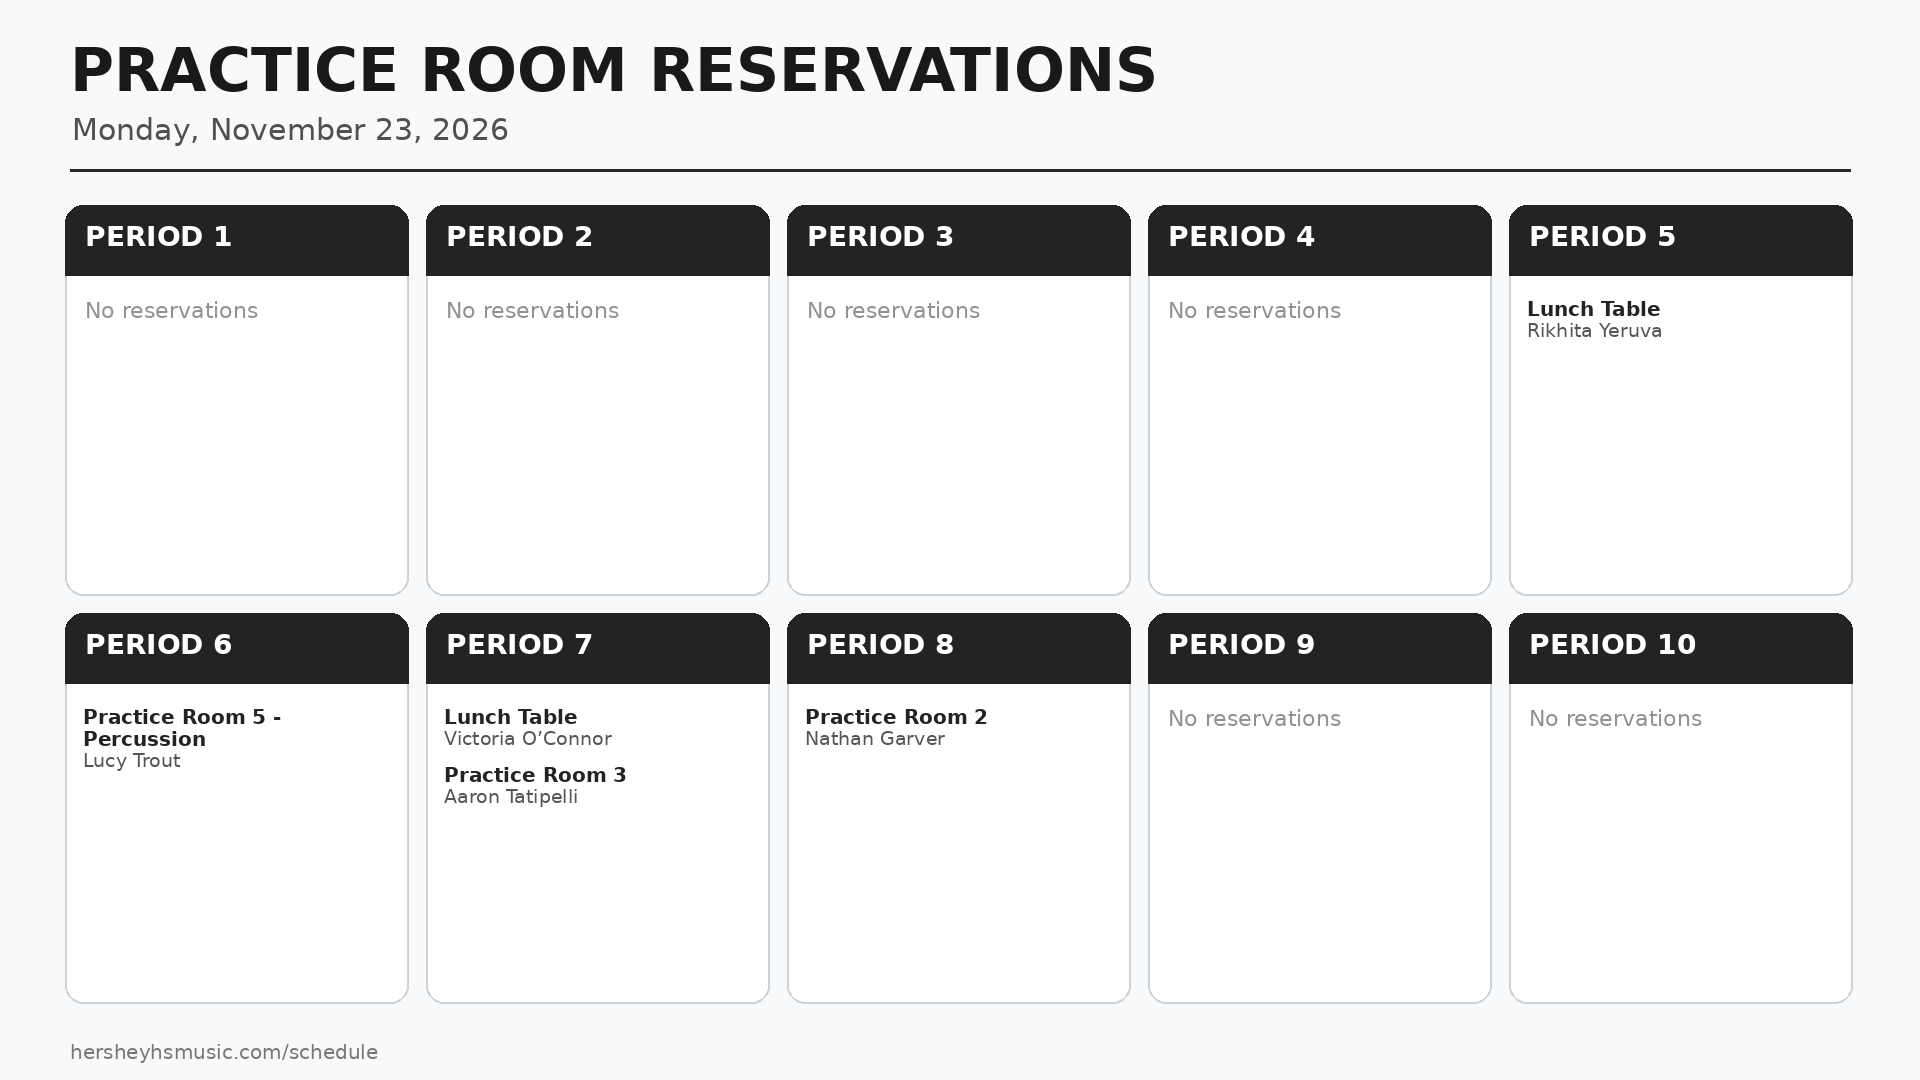 PRACTICE ROOM RESERVATIONS
Monday, November 23, 2026
PERIOD 1
No reservations
PERIOD 2
No reservations
PERIOD 3
No reservations
PERIOD 4
No reservations
PERIOD 5
Lunch Table
Rikhita Yeruva
PERIOD 6
Practice Room 5 -
Percussion
Lucy Trout
PERIOD 7
Lunch Table
Victoria O’Connor
Practice Room 3
Aaron Tatipelli
PERIOD 8
Practice Room 2
Nathan Garver
PERIOD 9
No reservations
PERIOD 10
No reservations
hersheyhsmusic.com/schedule